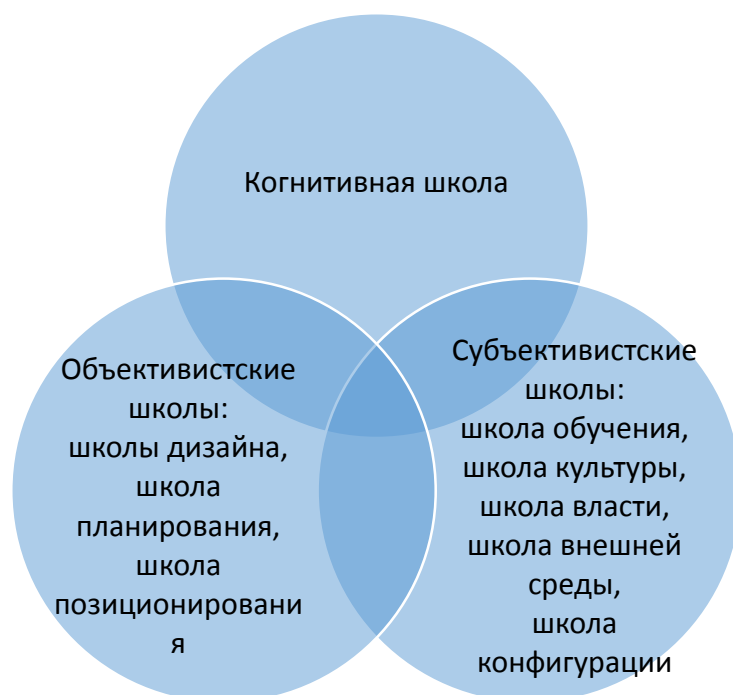 Когнитивная школа
Объективистские
школы:
школы дизайна,
школа
планирования,
школа
позиционировани
я
Субъективистские
школы:
школа обучения,
школа культуры,
школа власти,
школа внешней
среды,
школа
конфигурации